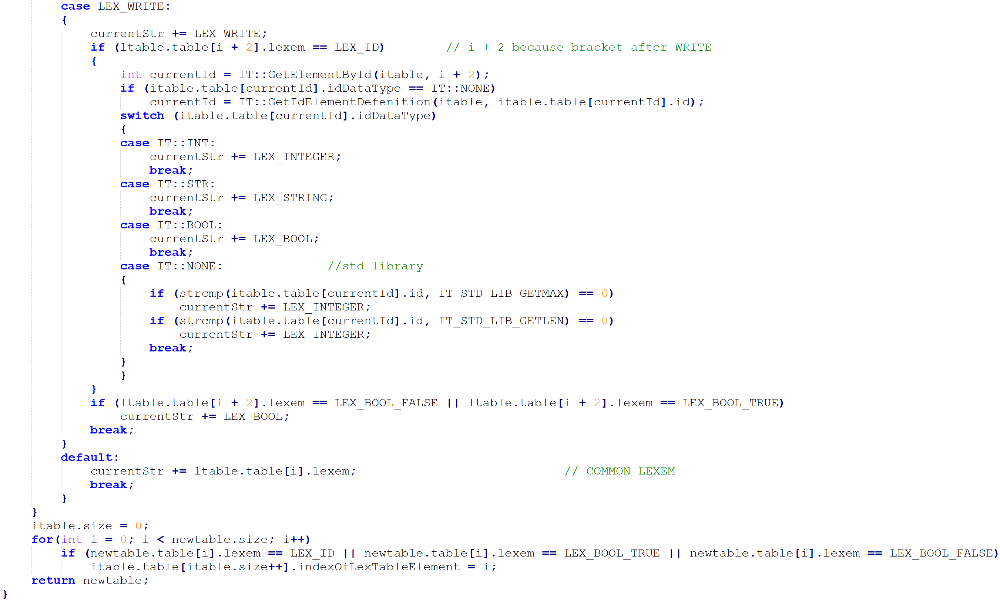 case LEX_WRITE:
{
currentStr += LEX_WRITE;
if (ltable.table[i + 2].lexem == LEX_ID) // i + 2 because bracket after WRITE
{
int currentId = IT::GetElementById(itable, i + 2);
if (itable.table[currentId].idDataType == IT::NONE)
currentId = IT::GetIdElementDefenition(itable, itable.table[currentId].id);
switch (itable.table[currentId].idDataType)
{
case IT::INT:
currentStr += LEX_INTEGER;
break;
case IT::STR:
currentStr += LEX_STRING;
break;
case IT::BOOL:
currentStr += LEX_BOOL;
break;
case IT::NONE: //std library
{
if (strcmp(itable.table[currentId].id, IT_STD_LIB_GETMAX) == 0)
currentStr += LEX_INTEGER;
if (strcmp(itable.table[currentId].id, IT_STD_LIB_GETLEN) == 0)
currentStr += LEX_INTEGER;
break;
}
}
}
if (ltable.table[i + 2].lexem == LEX_BOOL_FALSE || ltable.table[i + 2].lexem == LEX_BOOL_TRUE)
currentStr += LEX_BOOL;
break;
}
default:
currentStr += ltable.table[i].lexem; // COMMON LEXEM
break;
}
}
itable.size = 0;
for(int i = 0; i < newtable.size; i++)
if (newtable.table[i].lexem == LEX_ID || newtable.table[i].lexem == LEX_BOOL_TRUE || newtable.table[i].lexem == LEX_BOOL_FALSE)
itable.table[itable.size++].indexOfLexTableElement = i;
return newtable;
}